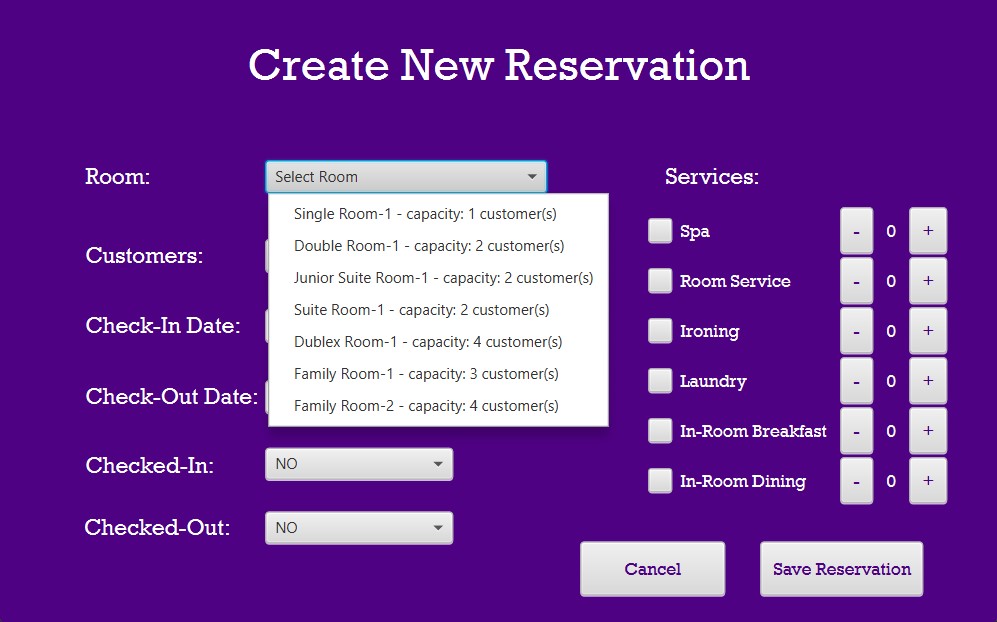 Create New Reservation
Room:
Select Room
Single Room-1 - capacity: 1 customer(s)
Double Room-1 - capacity: 2 customer(s)
Junior Suite Room-1 - capacity: 2 customer(s)
Suite Room-1 - capacity: 2 customer(s)
Dublex Room-1 - capacity: 4 customer(s)
Family Room-1 - capacity: 3 customer(s)
Family Room-2 - capacity: 4 customer(s)
Customers:
Check-In Date:
Check-Out Date:
Checked-In:
NO
Checked-Out:
NO
Services:
Spa - 0 +
Room Service - 0 +
Ironing - 0 +
Laundry - 0 +
In-Room Breakfast - 0 +
In-Room Dining - 0 +
Cancel
Save Reservation